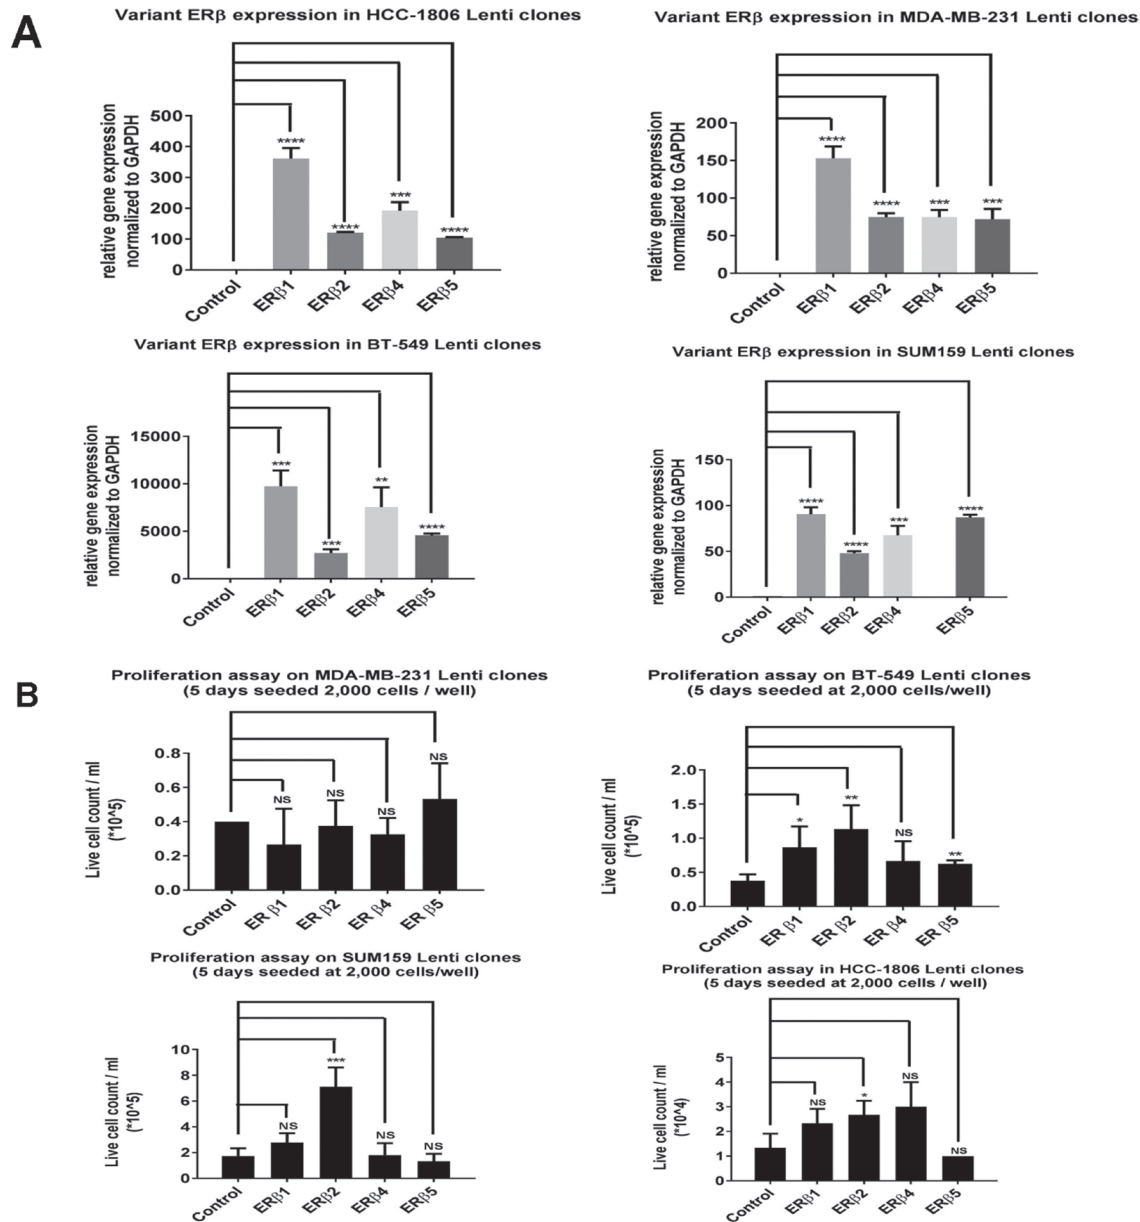 A
Variant ERβ expression in HCC-1806 Lenti clones
relative gene expression
normalized to GAPDH
500
400
300
200
100
0
****
****
***
****
Control
ERβ1
ERβ2
ERβ4
ERβ5
Variant ERβ expression in MDA-MB-231 Lenti clones
relative gene expression
normalized to GAPDH
200
150
100
50
0
****
****
***
***
Control
ERβ1
ERβ2
ERβ4
ERβ5
Variant ERβ expression in BT-549 Lenti clones
relative gene expression
normalized to GAPDH
15000
10000
5000
0
***
***
**
****
Control
ERβ1
ERβ2
ERβ4
ERβ5
Variant ERβ expression in SUM159 Lenti clones
relative gene expression
normalized to GAPDH
150
100
50
0
****
****
***
****
Control
ERβ1
ERβ2
ERβ4
ERβ5
B
Proliferation assay on MDA-MB-231 Lenti clones
(5 days seeded 2,000 cells / well)
Live cell count / ml
(*10^5)
0.8
0.6
0.4
0.2
0.0
NS
NS
NS
NS
Control
ER β1
ER β2
ER β4
ER β5
Proliferation assay on BT-549 Lenti clones
(5 days seeded at 2,000 cells/well)
Live cell count / ml
(*10^5)
2.0
1.5
1.0
0.5
0.0
*
**
NS
**
Control
ER β1
ER β2
ER β4
ER β5
Proliferation assay on SUM159 Lenti clones
(5 days seeded at 2,000 cells/well)
Live cell count / ml
(*10^5)
10
8
6
4
2
0
NS
***
NS
NS
Control
ERβ1
ERβ2
ERβ4
ERβ5
Proliferation assay in HCC-1806 Lenti clones
(5 days seeded at 2,000 cells / well)
Live cell count / ml
(*10^4)
5
4
3
2
1
0
NS
*
NS
NS
Control
ERβ1
ERβ2
ERβ4
ERβ5